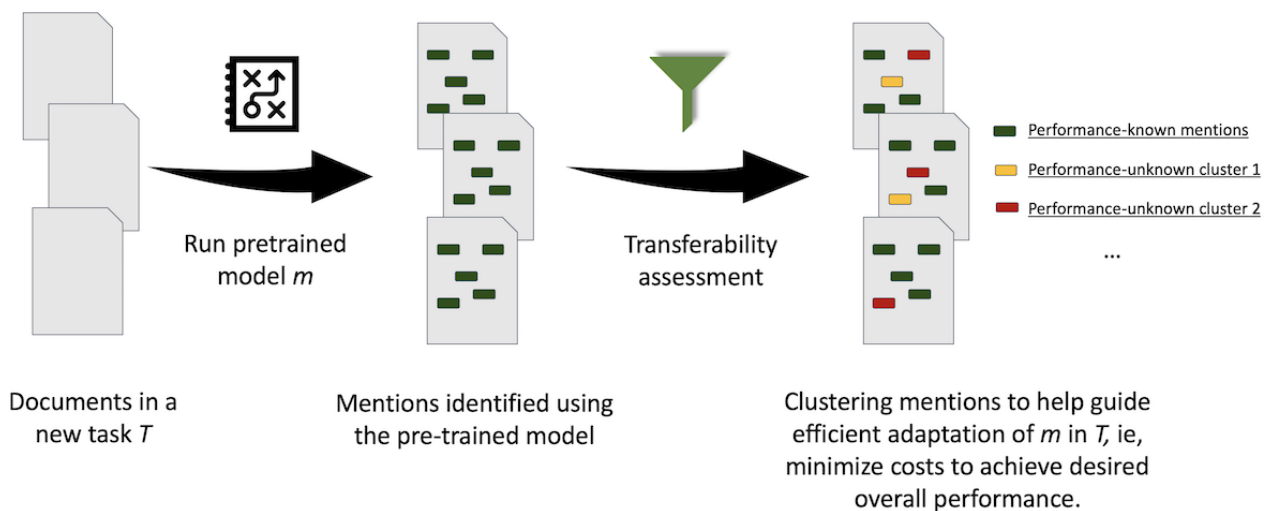 Performance-known mentions
Performance-unknown cluster 1
Performance-unknown cluster 2
...
Run pretrained
model m
Transferability
assessment
Documents in a
new task T
Mentions identified using
the pre-trained model
Clustering mentions to help guide
efficient adaptation of m in T, ie,
minimize costs to achieve desired
overall performance.